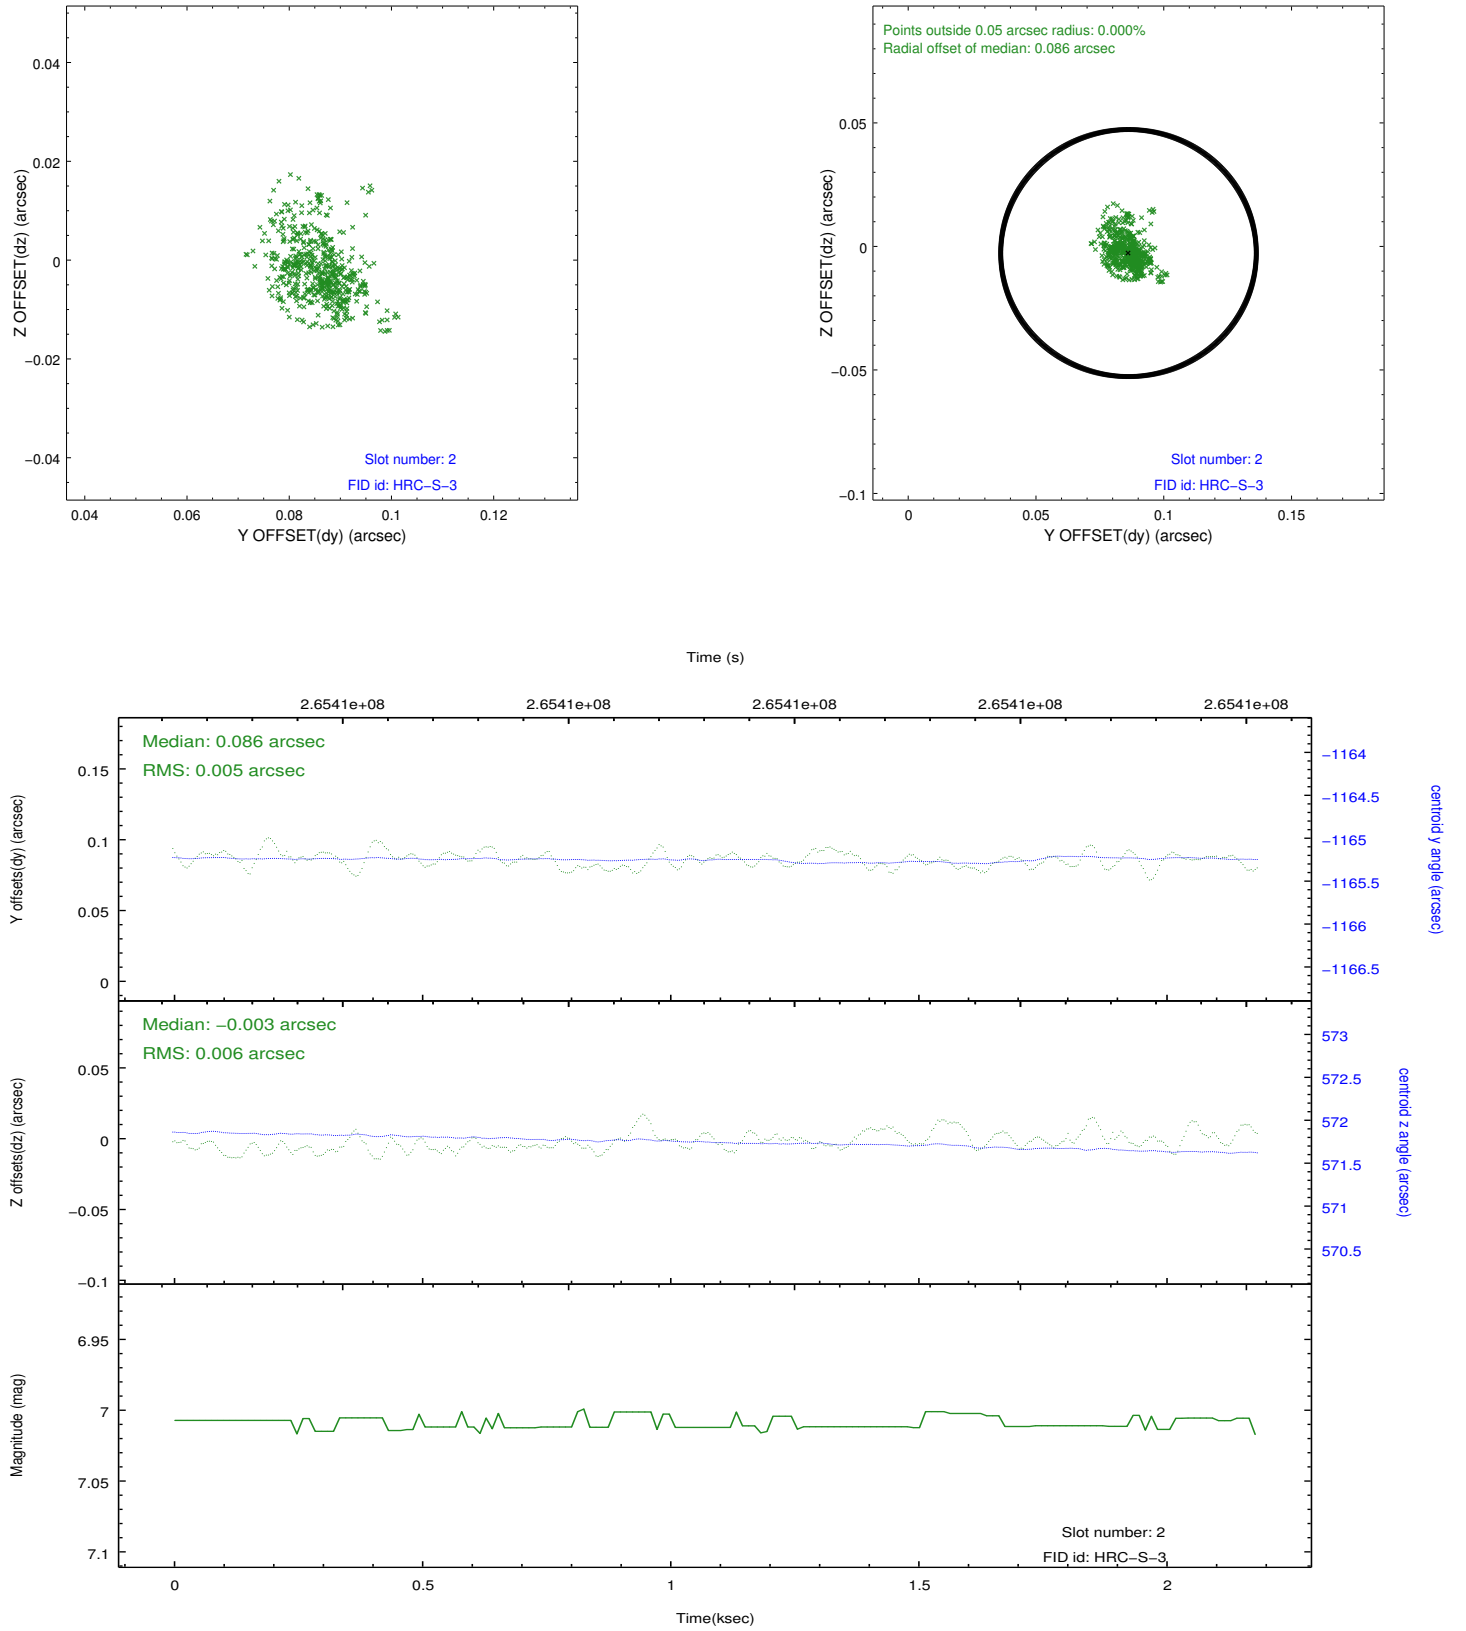 0.04
0.02
0
−0.02
−0.04
Z OFFSET(dz) (arcsec)
Slot number: 2
FID id: HRC−S−3
0.04 0.06 0.08 0.1 0.12
Y OFFSET(dy) (arcsec)
Points outside 0.05 arcsec radius: 0.000%
Radial offset of median: 0.086 arcsec
0.05
0
−0.05
−0.1
Z OFFSET(dz) (arcsec)
Slot number: 2
FID id: HRC−S−3
0 0.05 0.1 0.15
Y OFFSET(dy) (arcsec)
Time (s)
2.6541e+08 2.6541e+08 2.6541e+08 2.6541e+08 2.6541e+08
Median: 0.086 arcsec
RMS: 0.005 arcsec
0.15
0.1
0.05
0
Y offsets(dy) (arcsec)
−1164
−1164.5
−1165
−1165.5
−1166
−1166.5
centroid y angle (arcsec)
Median: −0.003 arcsec
RMS: 0.006 arcsec
0.05
0
−0.05
−0.1
Z offsets(dz) (arcsec)
573
572.5
572
571.5
571
570.5
centroid z angle (arcsec)
6.95
7
7.05
7.1
Magnitude (mag)
Slot number: 2
FID id: HRC−S−3
0 0.5 1 1.5 2
Time(ksec)